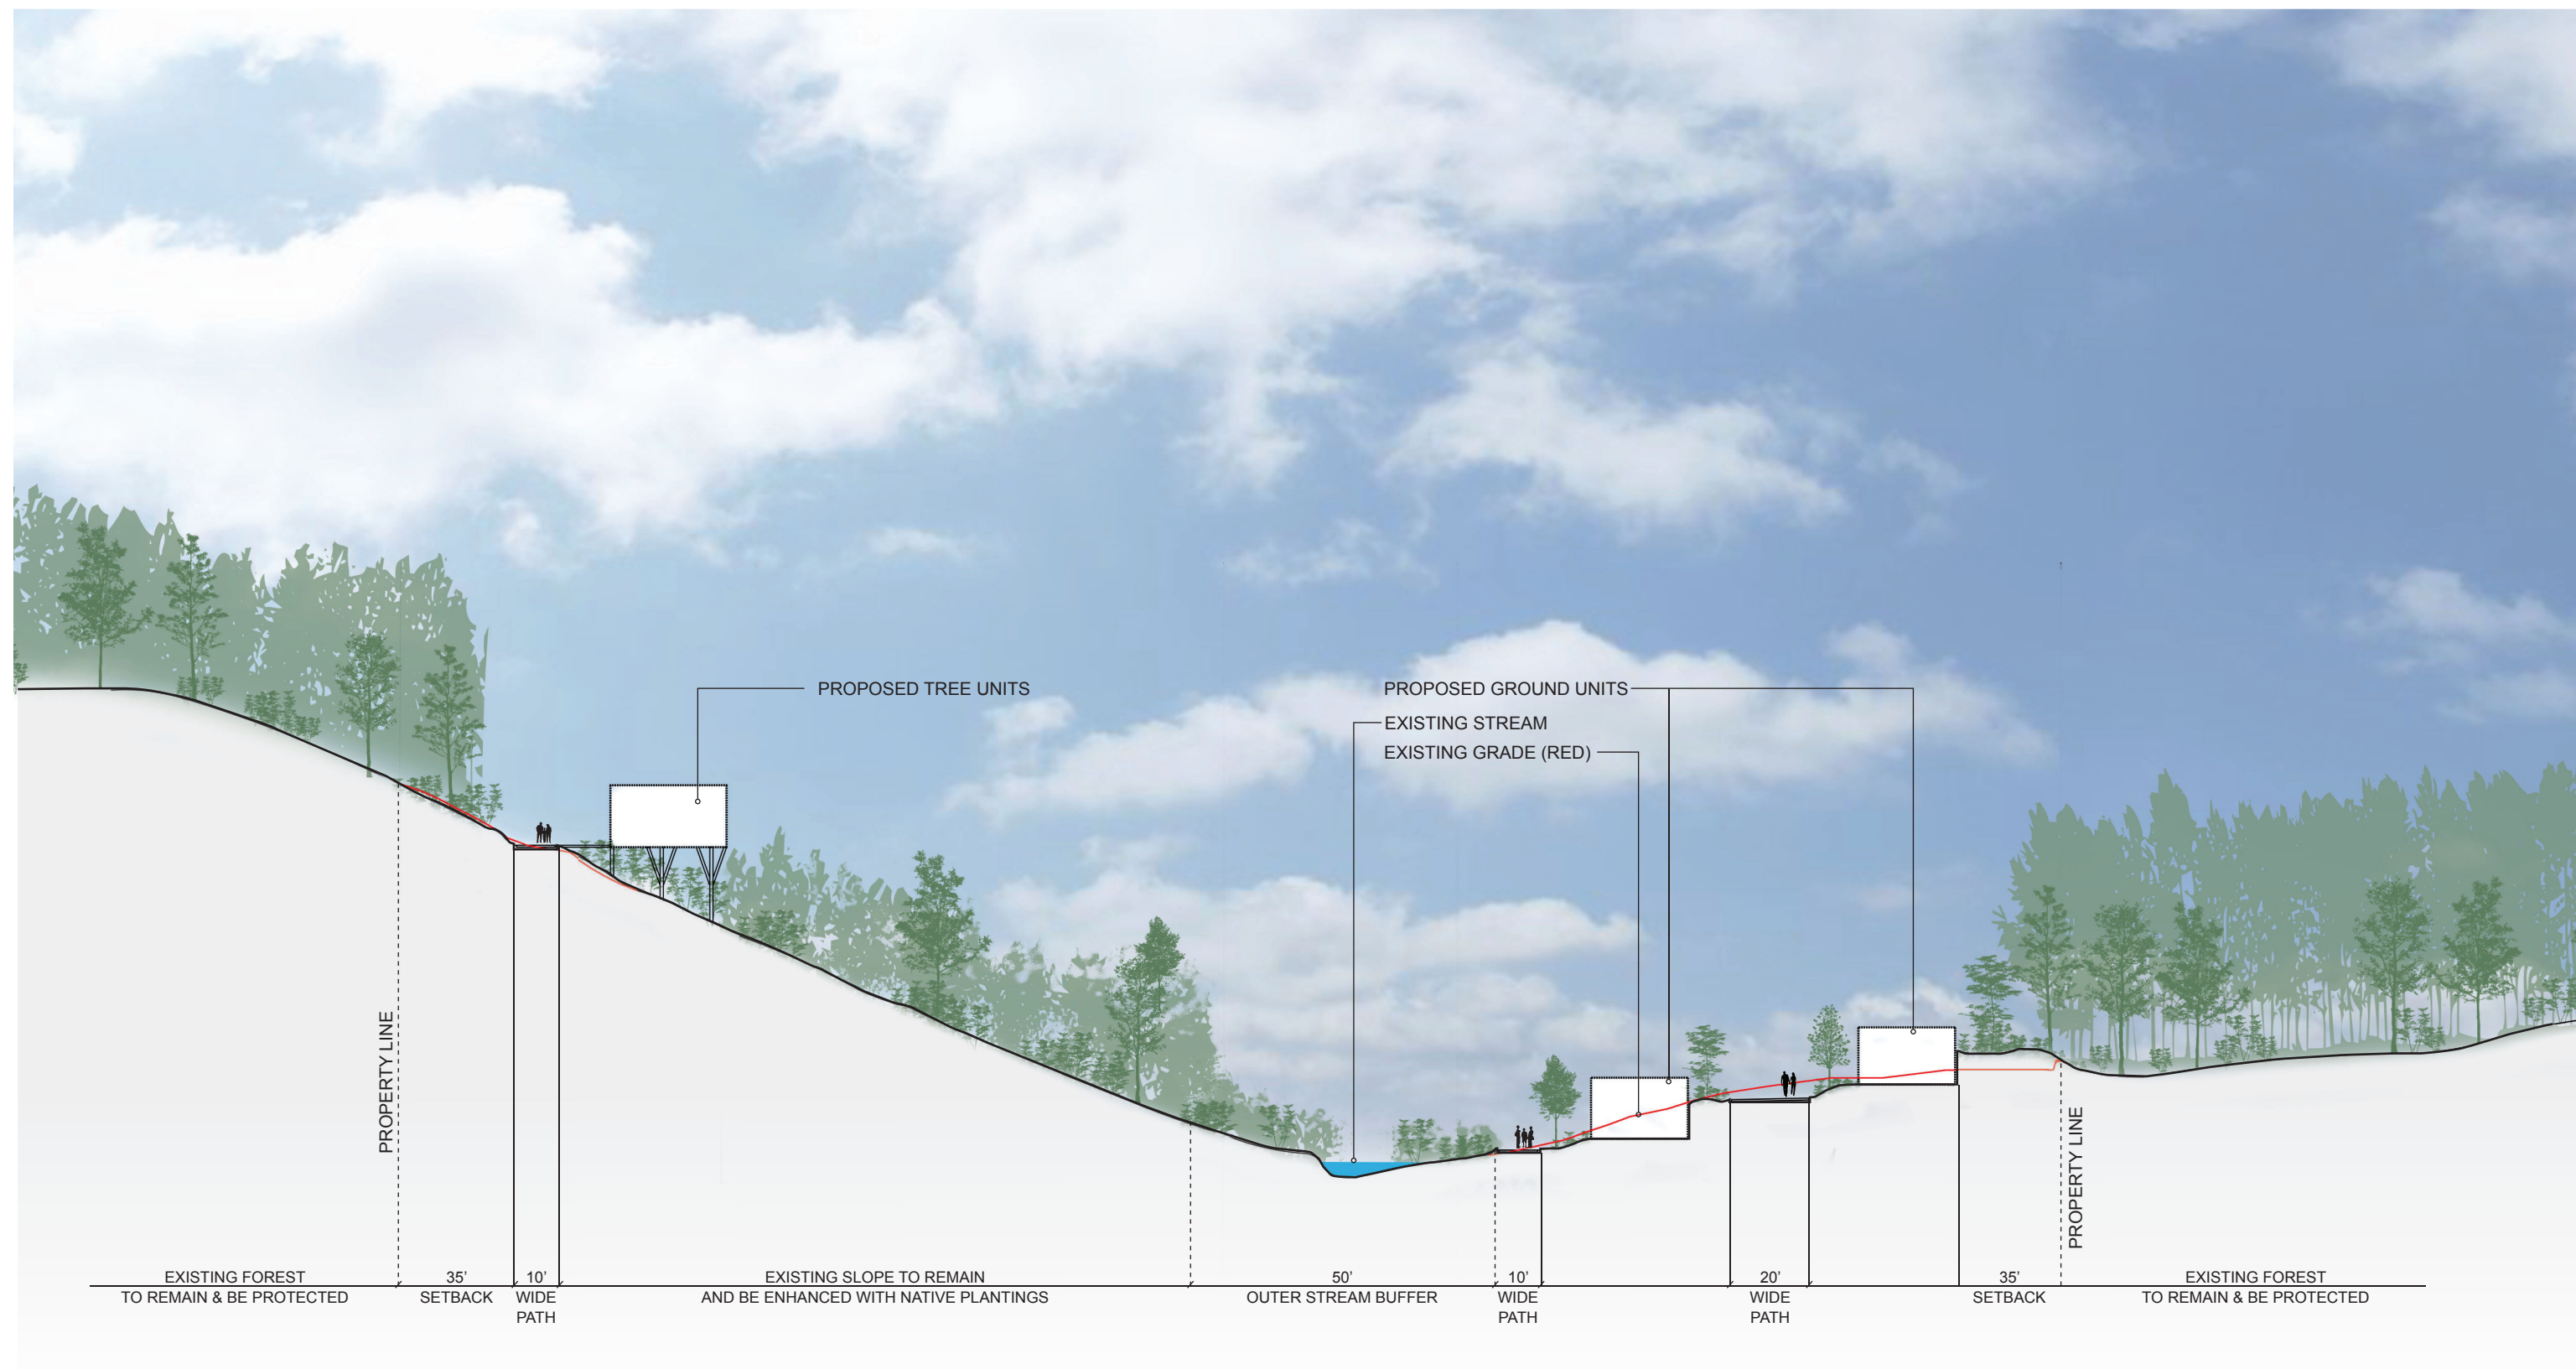 PROPOSED TREE UNITS
PROPOSED GROUND UNITS
EXISTING STREAM
EXISTING GRADE (RED)
PROPERTY LINE
PROPERTY LINE
EXISTING FOREST
TO REMAIN & BE PROTECTED
35'
SETBACK
10'
WIDE
PATH
EXISTING SLOPE TO REMAIN
AND BE ENHANCED WITH NATIVE PLANTINGS
50'
OUTER STREAM BUFFER
10'
WIDE
PATH
20'
WIDE
PATH
35'
SETBACK
EXISTING FOREST
TO REMAIN & BE PROTECTED